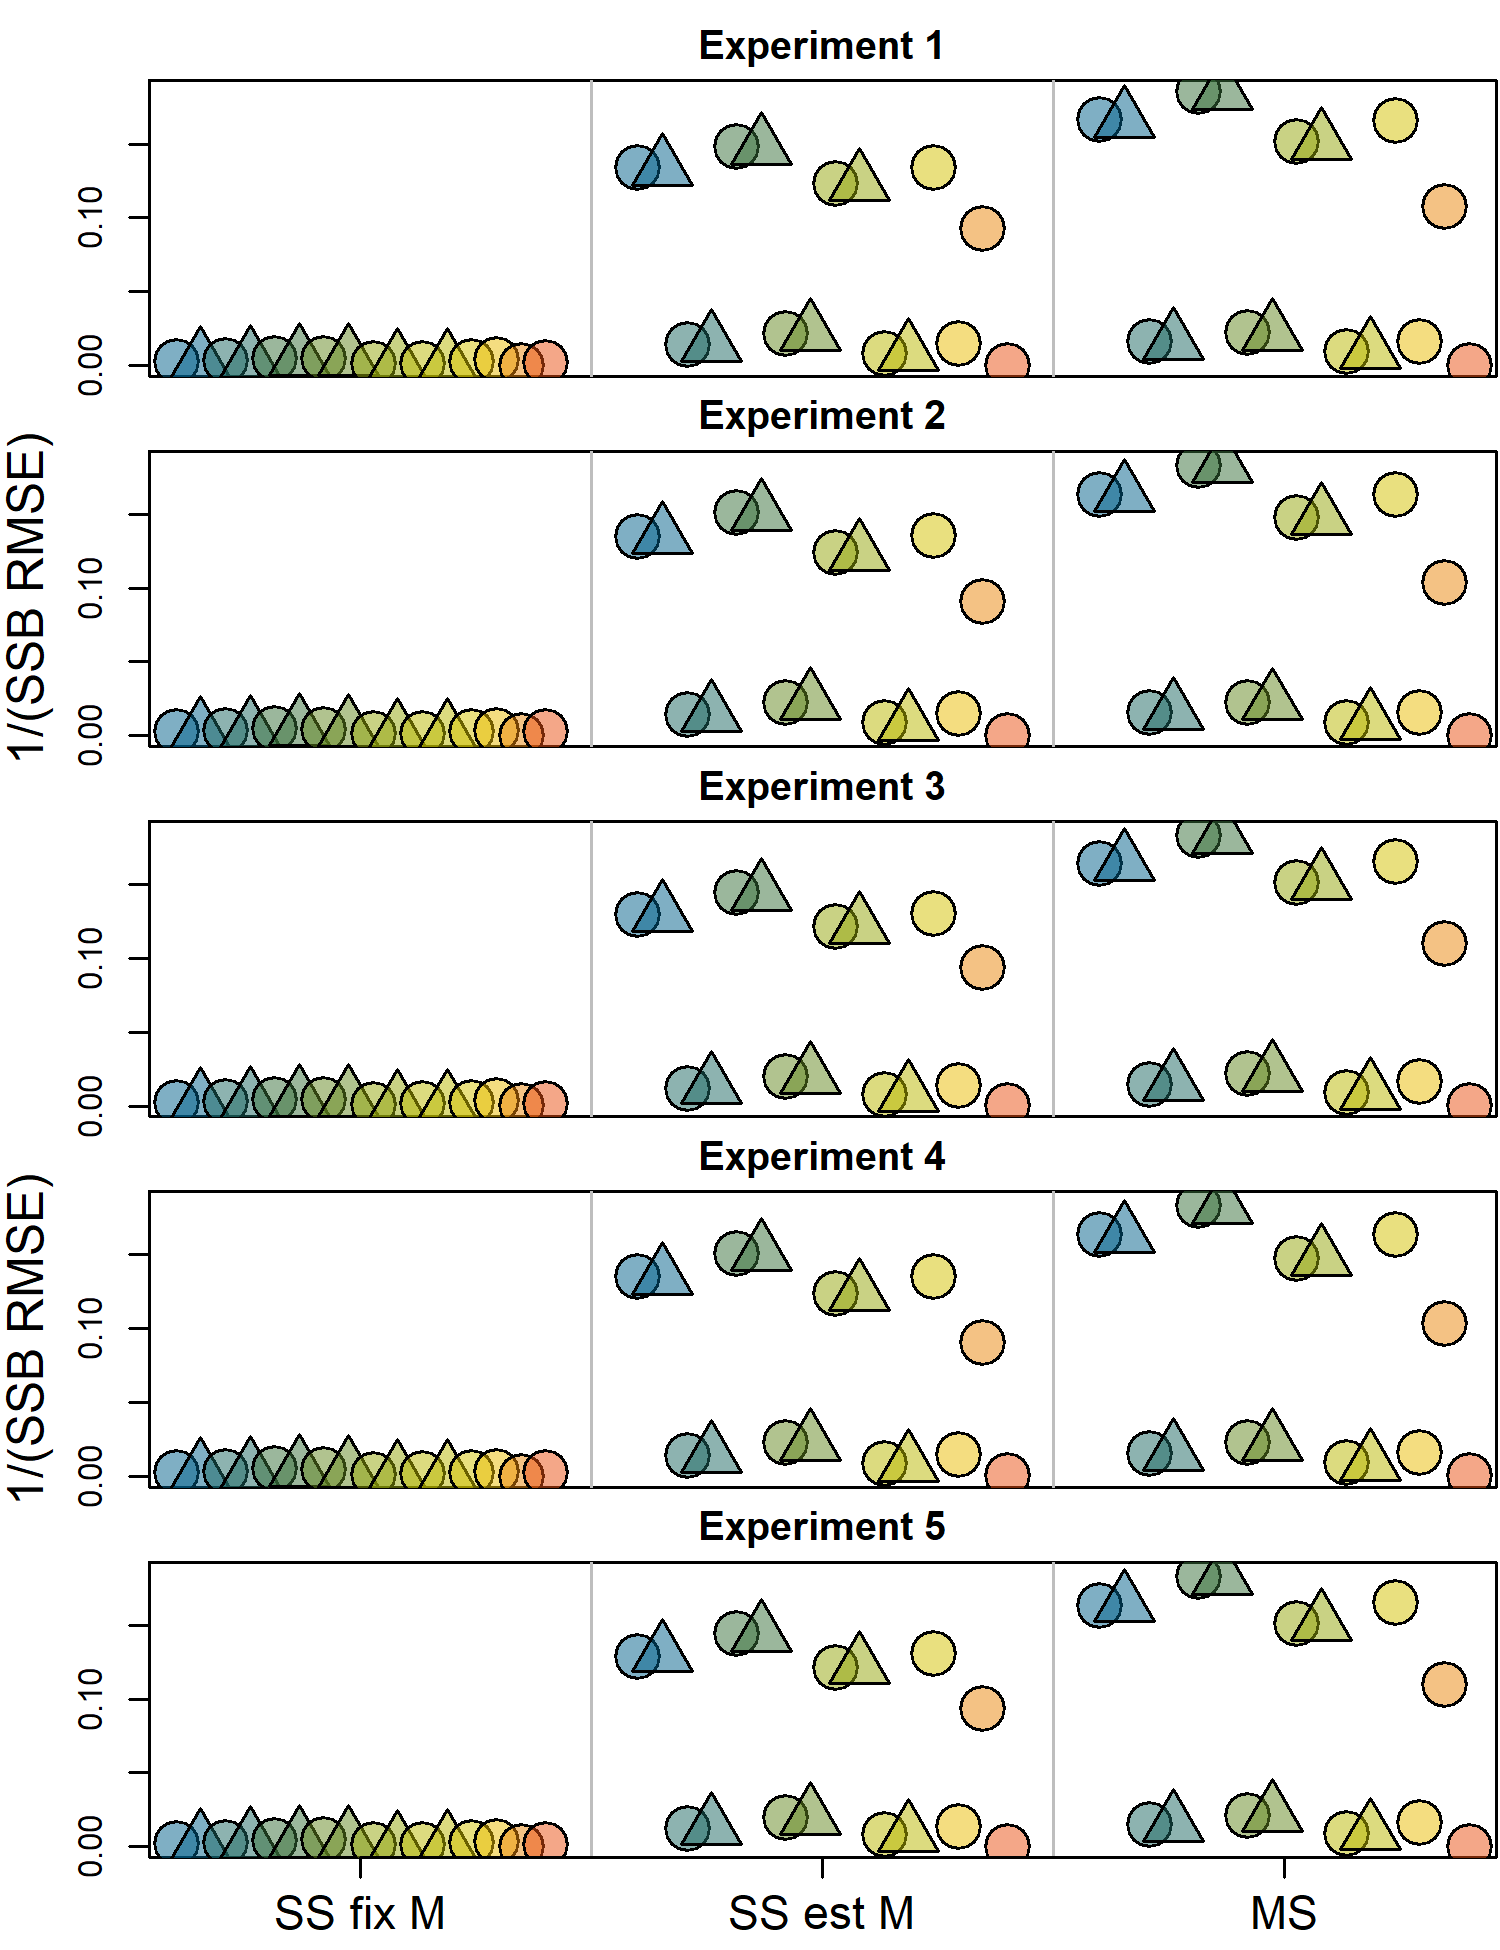 Experiment 1
0.10
0.00
Experiment 2
1/(SSB RMSE)
0.10
0.00
Experiment 3
0.10
0.00
Experiment 4
1/(SSB RMSE)
0.10
0.00
Experiment 5
0.10
0.00
SS fix M
SS est M
MS